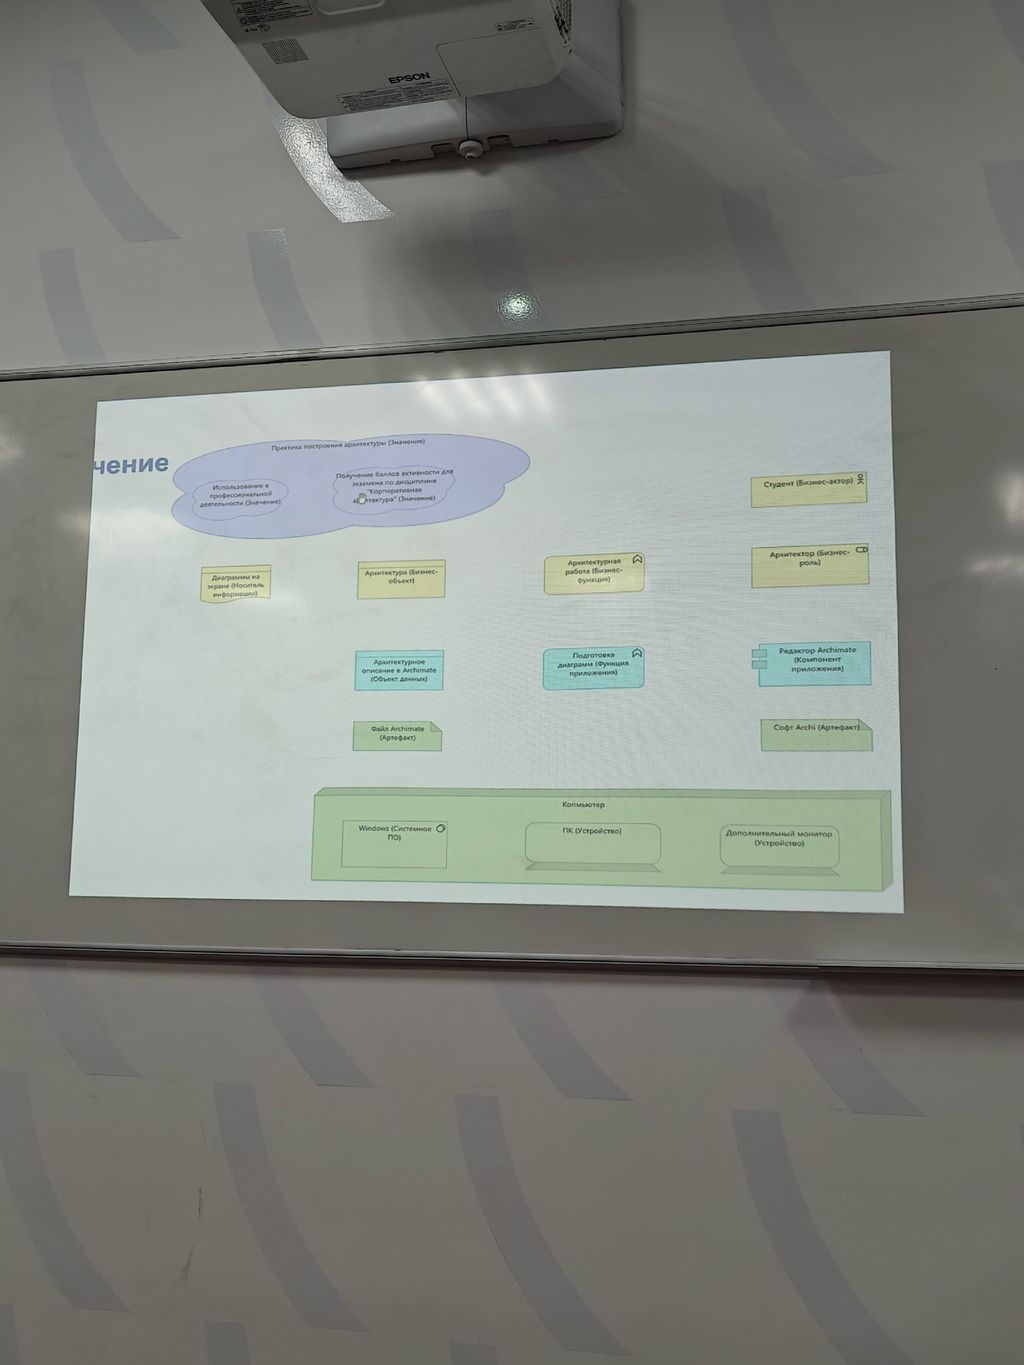 EPSON
чение
Практика построения архитектуры (Значение)
Использование в
профессиональной
деятельности (Значение)
Получение баллов активности для
экзамена по дисциплине
"Корпоративная
(Значение)
Студент (Бизнес-актор)
Диаграммы на
экране (Носитель
информации)
Архитектура (Бизнес-
объект)
Архитектурная
работа (Бизнес-
функция)
Архитектор (Бизнес-
роль)
Архитектурное
описание в Archimate
(Объект данных)
Подготовка
диаграмм (Функция
приложения)
Редактор Archimate
(Компонент
приложения)
Файл Archimate
(Артефакт)
Софт Archi (Артефакт)
Копмьютер
Windows (Системное
ПО)
ПК (Устройство)
Дополнительный монитор
(Устройство)